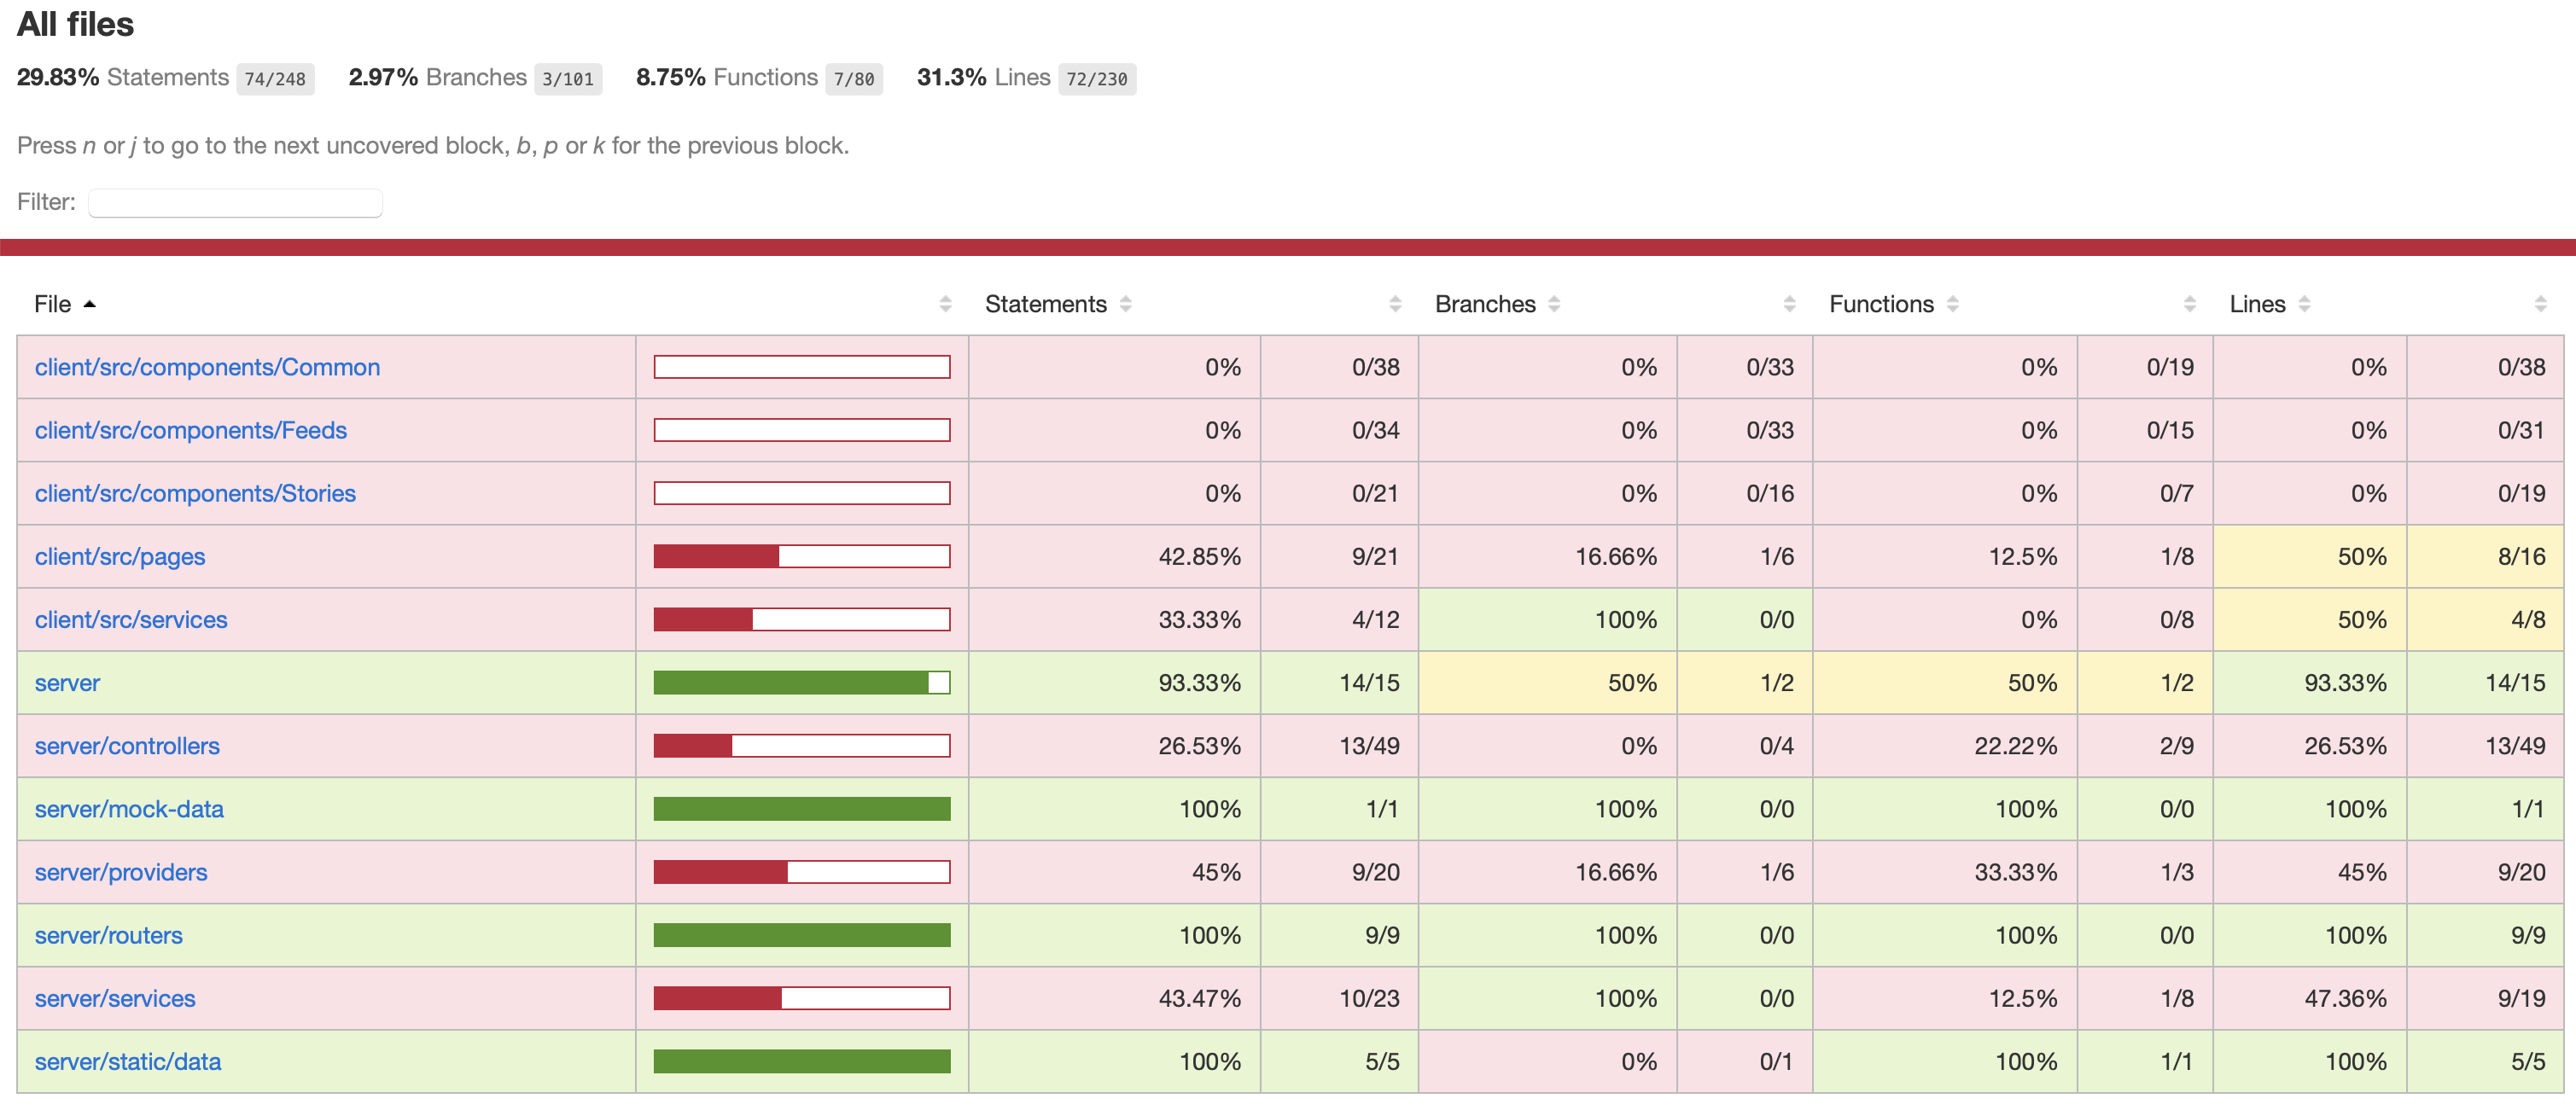 All files
29.83% Statements 74/248 2.97% Branches 3/101 8.75% Functions 7/80 31.3% Lines 72/230
Press n or j to go to the next uncovered block, b, p or k for the previous block.
Filter:
File Statements Branches Functions Lines
client/src/components/Common 0% 0/38 0% 0/33 0% 0/19 0% 0/38
client/src/components/Feeds 0% 0/34 0% 0/33 0% 0/15 0% 0/31
client/src/components/Stories 0% 0/21 0% 0/16 0% 0/7 0% 0/19
client/src/pages 42.85% 9/21 16.66% 1/6 12.5% 1/8 50% 8/16
client/src/services 33.33% 4/12 100% 0/0 0% 0/8 50% 4/8
server 93.33% 14/15 50% 1/2 50% 1/2 93.33% 14/15
server/controllers 26.53% 13/49 0% 0/4 22.22% 2/9 26.53% 13/49
server/mock-data 100% 1/1 100% 0/0 100% 0/0 100% 1/1
server/providers 45% 9/20 16.66% 1/6 33.33% 1/3 45% 9/20
server/routers 100% 9/9 100% 0/0 100% 0/0 100% 9/9
server/services 43.47% 10/23 100% 0/0 12.5% 1/8 47.36% 9/19
server/static/data 100% 5/5 0% 0/1 100% 1/1 100% 5/5